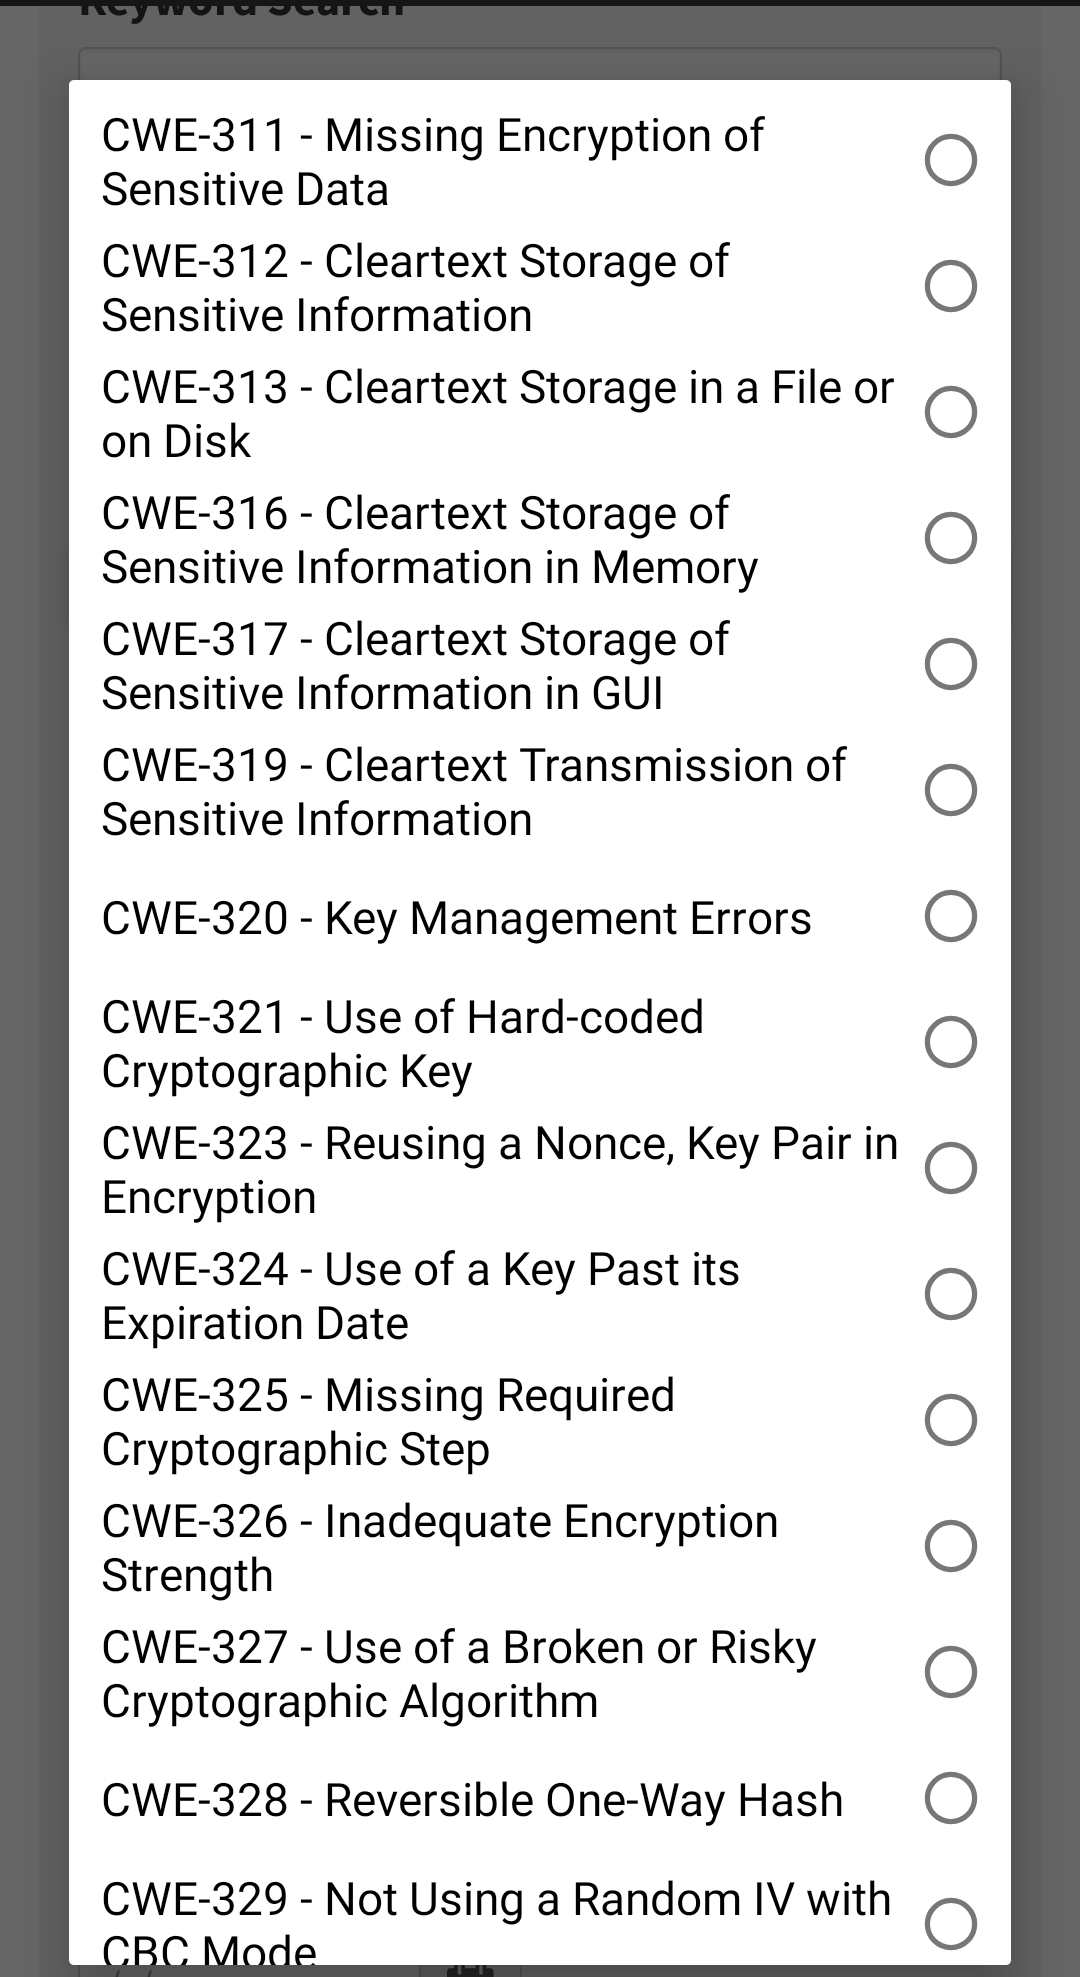 Keyword Search
CWE-311 - Missing Encryption of
Sensitive Data
CWE-312 - Cleartext Storage of
Sensitive Information
CWE-313 - Cleartext Storage in a File or
on Disk
CWE-316 - Cleartext Storage of
Sensitive Information in Memory
CWE-317 - Cleartext Storage of
Sensitive Information in GUI
CWE-319 - Cleartext Transmission of
Sensitive Information
CWE-320 - Key Management Errors
CWE-321 - Use of Hard-coded
Cryptographic Key
CWE-323 - Reusing a Nonce, Key Pair in
Encryption
CWE-324 - Use of a Key Past its
Expiration Date
CWE-325 - Missing Required
Cryptographic Step
CWE-326 - Inadequate Encryption
Strength
CWE-327 - Use of a Broken or Risky
Cryptographic Algorithm
CWE-328 - Reversible One-Way Hash
CWE-329 - Not Using a Random IV with
CBC Mode